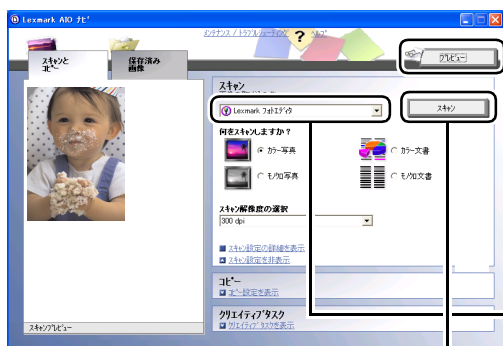 Lexmark AIO ﾅﾋﾞ
ﾒﾝﾃﾅﾝｽ / ﾄﾗﾌﾞﾙｼｭｰﾃｨﾝｸﾞ
ﾍﾙﾌﾟ
ﾌﾟﾚﾋﾞｭｰ
ｽｷｬﾝと
ｺﾋﾟｰ
保存済み
画像
スキャン
Lexmark ﾌｫﾄｴﾃﾞｨﾀ
ｽｷｬﾝ
何をｽｷｬﾝしますか？
ｶﾗｰ写真
ｶﾗｰ文書
ﾓﾉｸﾛ写真
ﾓﾉｸﾛ文書
ｽｷｬﾝ解像度の選択
300 dpi
ｽｷｬﾝ設定の詳細を表示
ｽｷｬﾝ設定を非表示
ｺﾋﾟｰ
ｺﾋﾟｰ設定を表示
ｸﾘｴｲﾃｨﾌﾞﾀｽｸ
ｸﾘｴｲﾃｨﾌﾞﾀｽｸを表示
ｽｷｬﾝﾌﾟﾚﾋﾞｭｰ